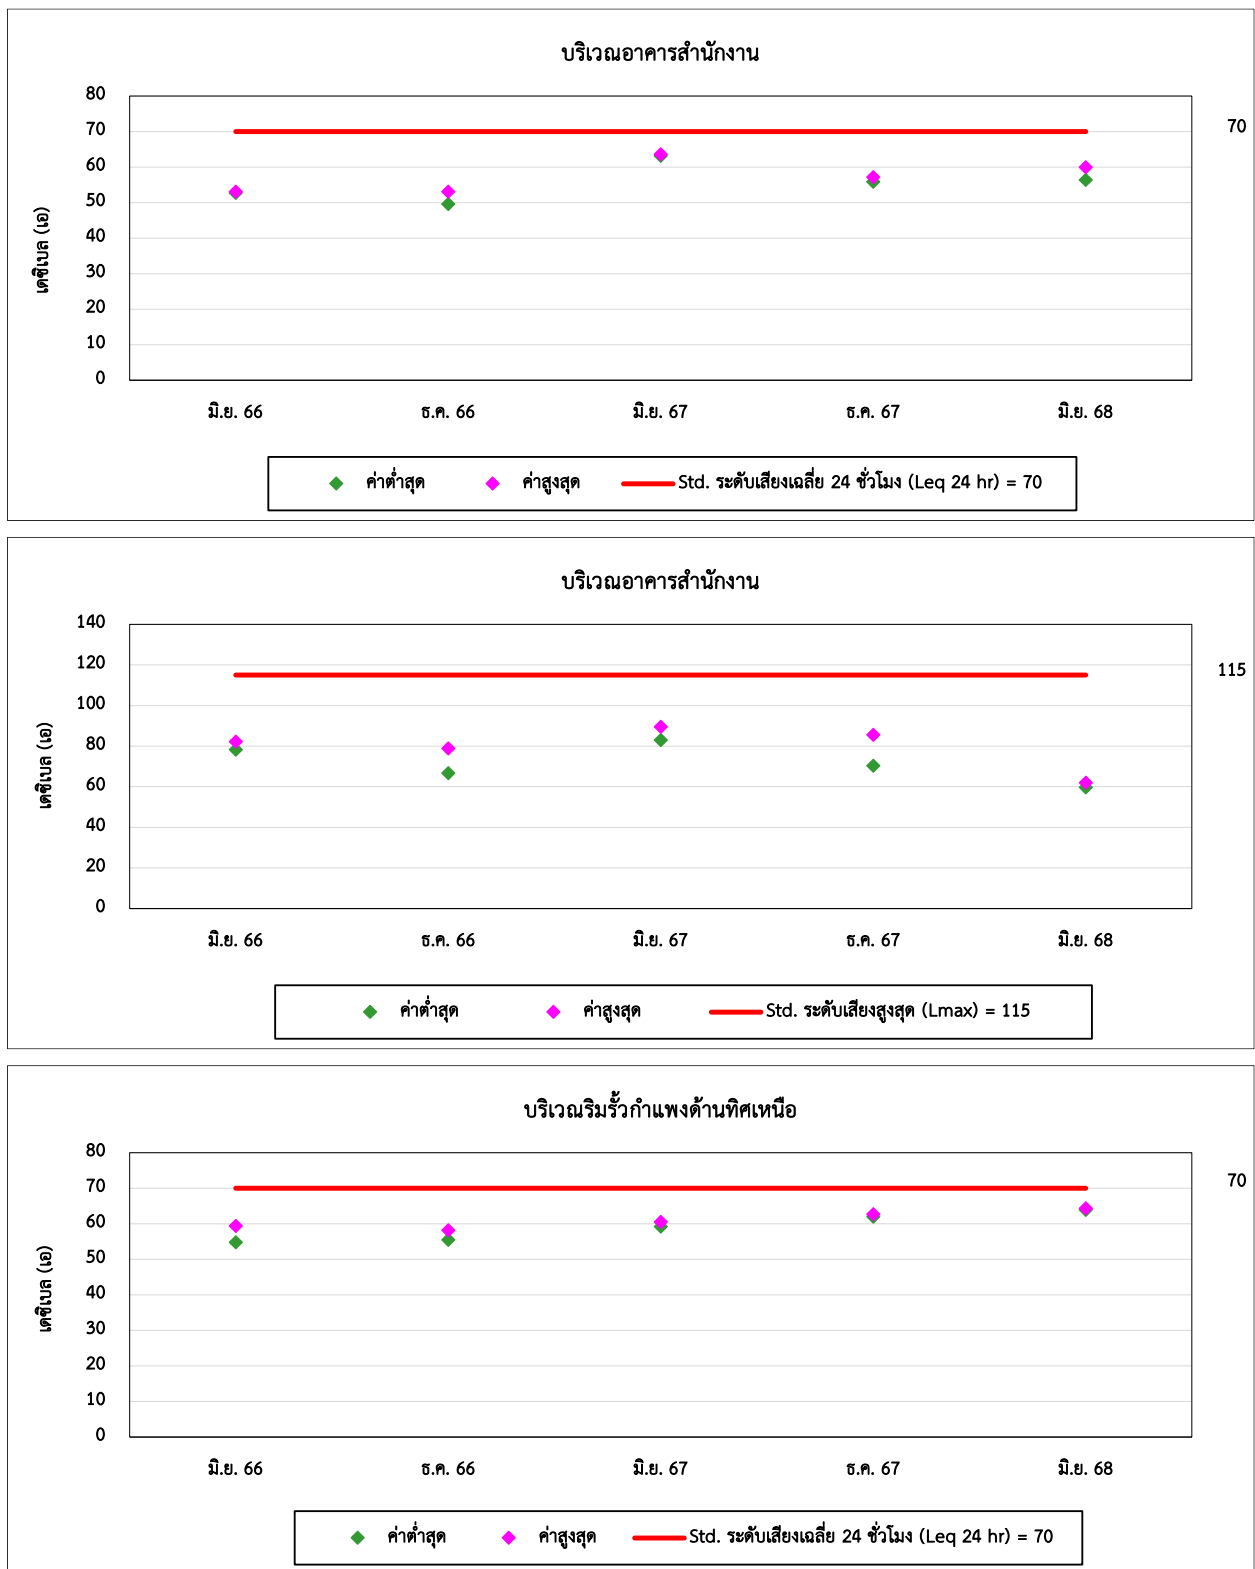 บริเวณอาคารสำนักงาน
80
70
60
50
40
30
20
10
0
70
เดซิเบล (เอ)
มิ.ย. 66 ธ.ค. 66 มิ.ย. 67 ธ.ค. 67 มิ.ย. 68
ค่าต่ำสุด ค่าสูงสุด Std. ระดับเสียงเฉลี่ย 24 ชั่วโมง (Leq 24 hr) = 70
บริเวณอาคารสำนักงาน
140
120
100
80
60
40
20
0
115
เดซิเบล (เอ)
มิ.ย. 66 ธ.ค. 66 มิ.ย. 67 ธ.ค. 67 มิ.ย. 68
ค่าต่ำสุด ค่าสูงสุด Std. ระดับเสียงสูงสุด (Lmax) = 115
บริเวณริมรั้วกำแพงด้านทิศเหนือ
80
70
60
50
40
30
20
10
0
70
เดซิเบล (เอ)
มิ.ย. 66 ธ.ค. 66 มิ.ย. 67 ธ.ค. 67 มิ.ย. 68
ค่าต่ำสุด ค่าสูงสุด Std. ระดับเสียงเฉลี่ย 24 ชั่วโมง (Leq 24 hr) = 70